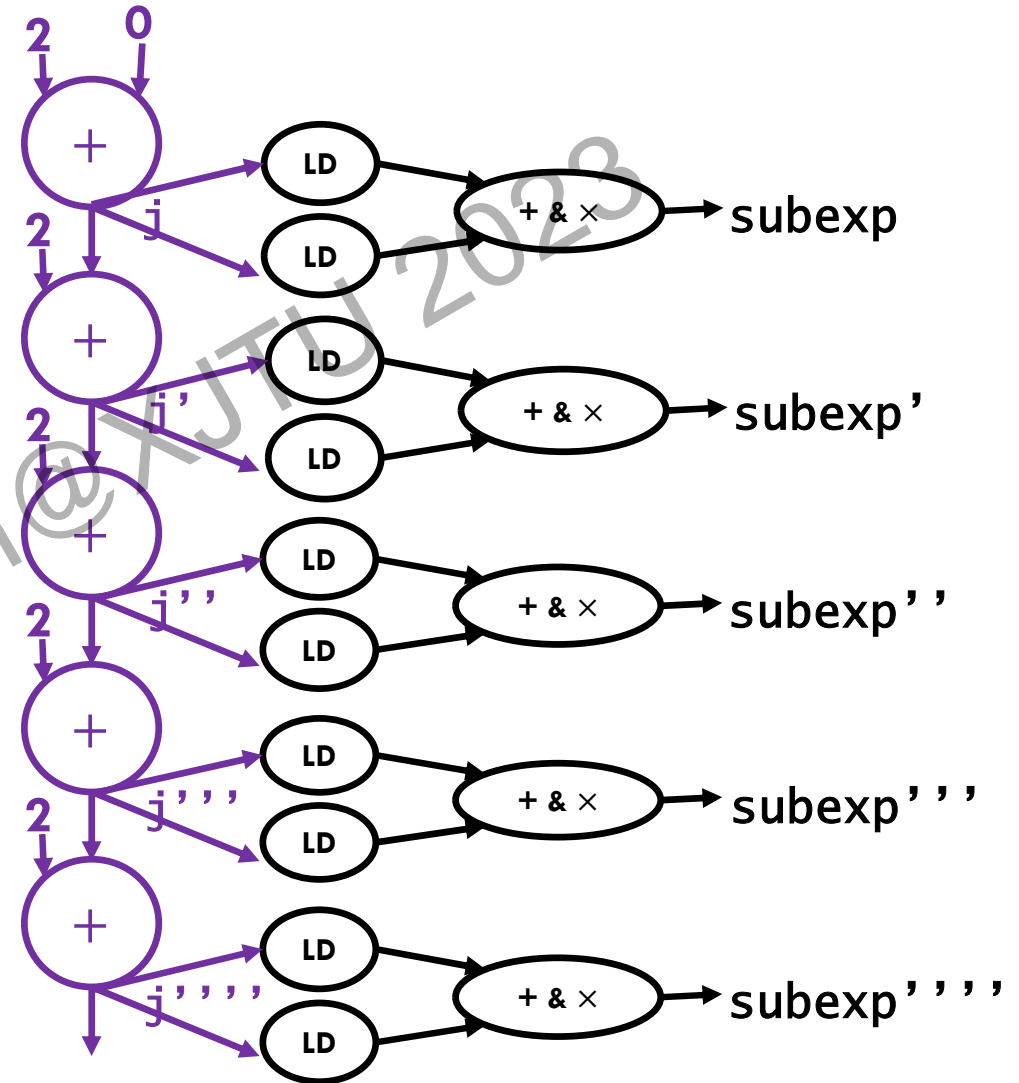 2 0
+
LD
j
LD
+ & ×
subexp
2
+
LD
j'
LD
+ & ×
subexp'
2
+
LD
j''
LD
+ & ×
subexp''
2
+
LD
j'''
LD
+ & ×
subexp'''
2
+
LD
j''''
LD
+ & ×
subexp''''
@XJTU 2023